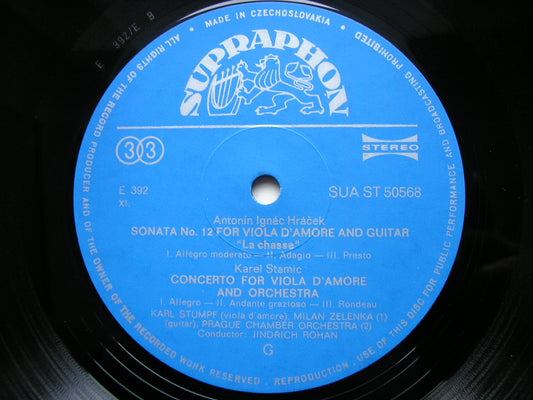 E 392/E B
MADE IN CZECHOSLOVAKIA
ALL RIGHTS OF THE RECORD PRODUCER AND OF THE OWNER OF THE RECORDED WORK RESERVED . REPRODUCTION . USE OF THIS DISC FOR PUBLIC PERFORMANCE AND BROADCASTING PROHIBITED
SUPRAPHON
33
STEREO
E 392
XI.
SUA ST 50568
Antonín Ignác Hráček
SONATA No. 12 FOR VIOLA D'AMORE AND GUITAR
"La chasse"
I. Allegro moderato — II. Adagio — III. Presto
Karel Stamic
CONCERTO FOR VIOLA D'AMORE
AND ORCHESTRA
I. Allegro — II. Andante grazioso — III. Rondeau
KARL STUMPF (viola d'amore), MILAN ZELENKA (1)
(guitar), PRAGUE CHAMBER ORCHESTRA (2)
Conductor: JINDRICH ROHAN
G